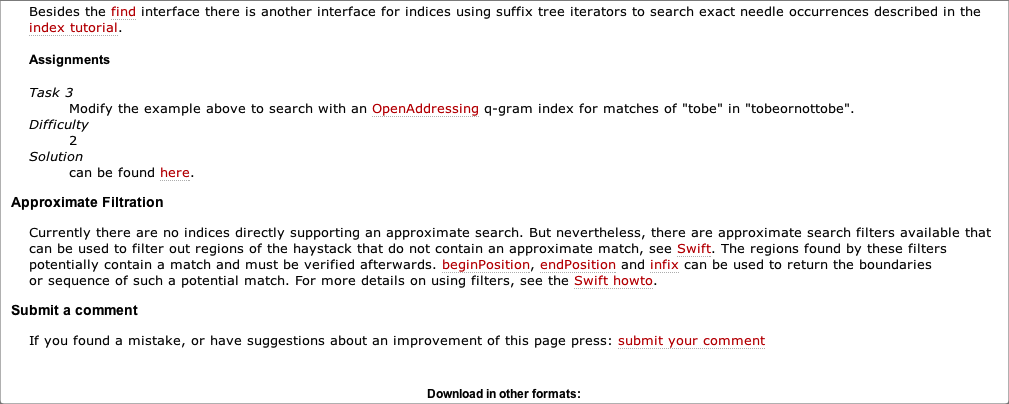 Besides the find interface there is another interface for indices using suffix tree iterators to search exact needle occurrences described in the
index tutorial.
Assignments
Task 3
Modify the example above to search with an OpenAddressing q-gram index for matches of "tobe" in "tobeornottobe".
Difficulty
2
Solution
can be found here.
Approximate Filtration
Currently there are no indices directly supporting an approximate search. But nevertheless, there are approximate search filters available that
can be used to filter out regions of the haystack that do not contain an approximate match, see Swift. The regions found by these filters
potentially contain a match and must be verified afterwards. beginPosition, endPosition and infix can be used to return the boundaries
or sequence of such a potential match. For more details on using filters, see the Swift howto.
Submit a comment
If you found a mistake, or have suggestions about an improvement of this page press: submit your comment
Download in other formats: